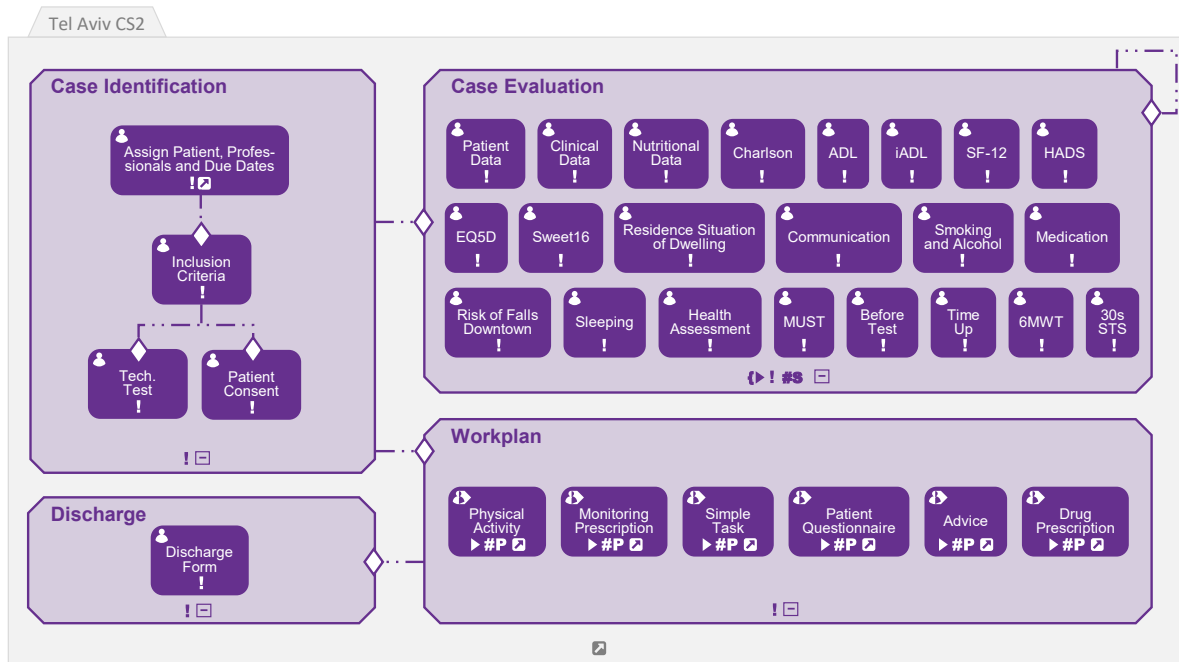 Tel Aviv CS2
Case Identification
Assign Patient, Profes-
sionals and Due Dates
!
Inclusion
Criteria
!
Tech.
Test
!
Patient
Consent
!
!
Case Evaluation
Patient
Data
!
Clinical
Data
!
Nutritional
Data
!
Charlson
!
ADL
!
iADL
!
SF-12
!
HADS
!
EQ5D
!
Sweet16
!
Residence Situation
of Dwelling
!
Communication
!
Smoking
and Alcohol
!
Medication
!
Risk of Falls
Downtown
!
Sleeping
!
Health
Assessment
!
MUST
!
Before
Test
!
Time
Up
!
6MWT
!
30s
STS
!
! #S
Discharge
Discharge
Form
!
!
Workplan
Physical
Activity
#P
Monitoring
Prescription
#P
Simple
Task
#P
Patient
Questionnaire
#P
Advice
#P
Drug
Prescription
#P
!